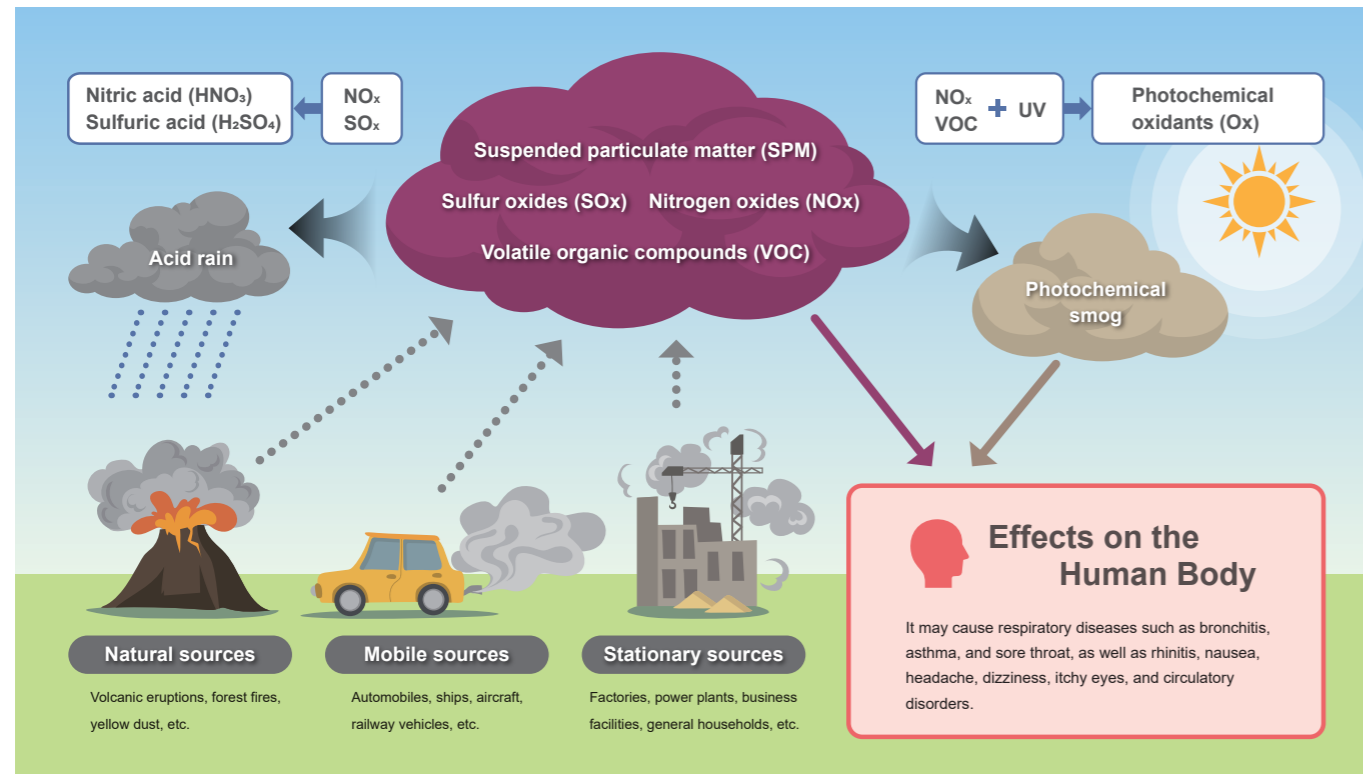 Nitric acid (HNO₃)
Sulfuric acid (H₂SO₄)
NOₓ
SOₓ
Suspended particulate matter (SPM)
Sulfur oxides (SOx) Nitrogen oxides (NOx)
Volatile organic compounds (VOC)
NOₓ
VOC
+ UV
Photochemical
oxidants (Ox)
Acid rain
Photochemical
smog
Natural sources
Volcanic eruptions, forest fires,
yellow dust, etc.
Mobile sources
Automobiles, ships, aircraft,
railway vehicles, etc.
Stationary sources
Factories, power plants, business
facilities, general households, etc.
Effects on the
Human Body
It may cause respiratory diseases such as bronchitis,
asthma, and sore throat, as well as rhinitis, nausea,
headache, dizziness, itchy eyes, and circulatory
disorders.